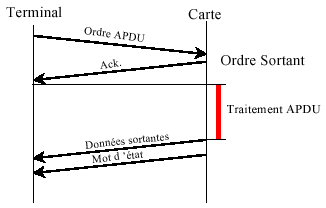 Terminal
Carte
Ordre APDU
Ack.
Ordre Sortant
Traitement APDU
Données sortantes
Mot d 'état